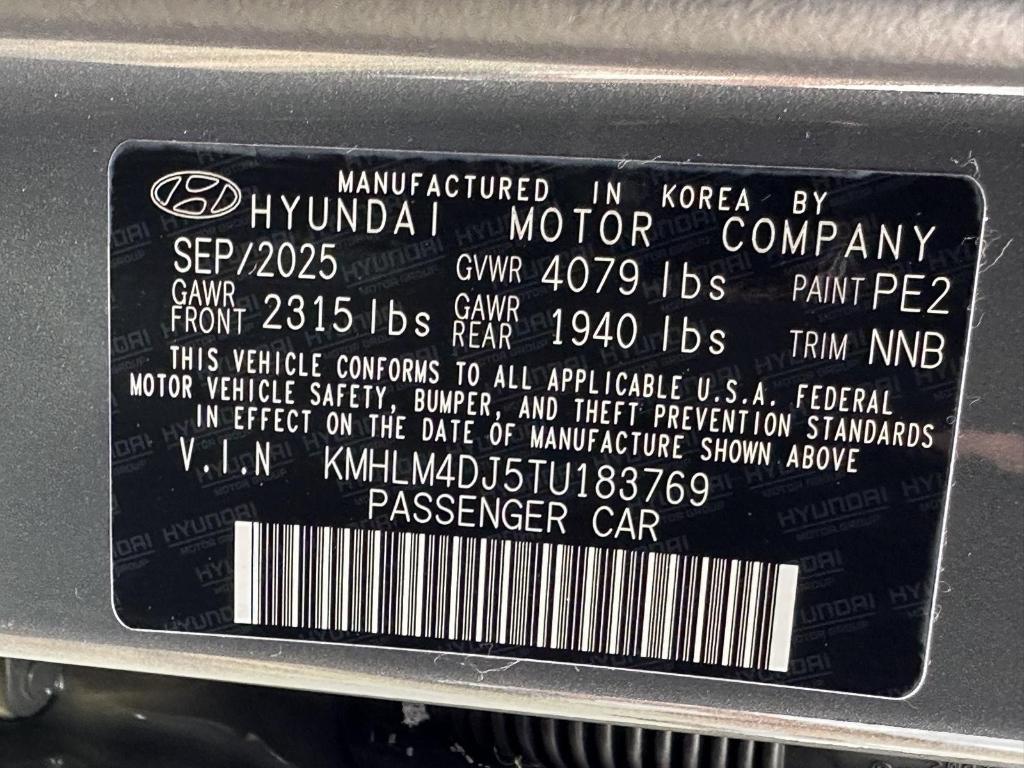 MANUFACTURED IN KOREA BY
HYUNDAI MOTOR COMPANY
SEP/2025 GVWR 4079 lbs PAINT PE2
GAWR FRONT 2315 lbs GAWR REAR 1940 lbs TRIM NNB
THIS VEHICLE CONFORMS TO ALL APPLICABLE U.S.A. FEDERAL
MOTOR VEHICLE SAFETY, BUMPER, AND THEFT PREVENTION STANDARDS
IN EFFECT ON THE DATE OF MANUFACTURE SHOWN ABOVE
V.I.N KMHLM4DJ5TU183769
PASSENGER CAR